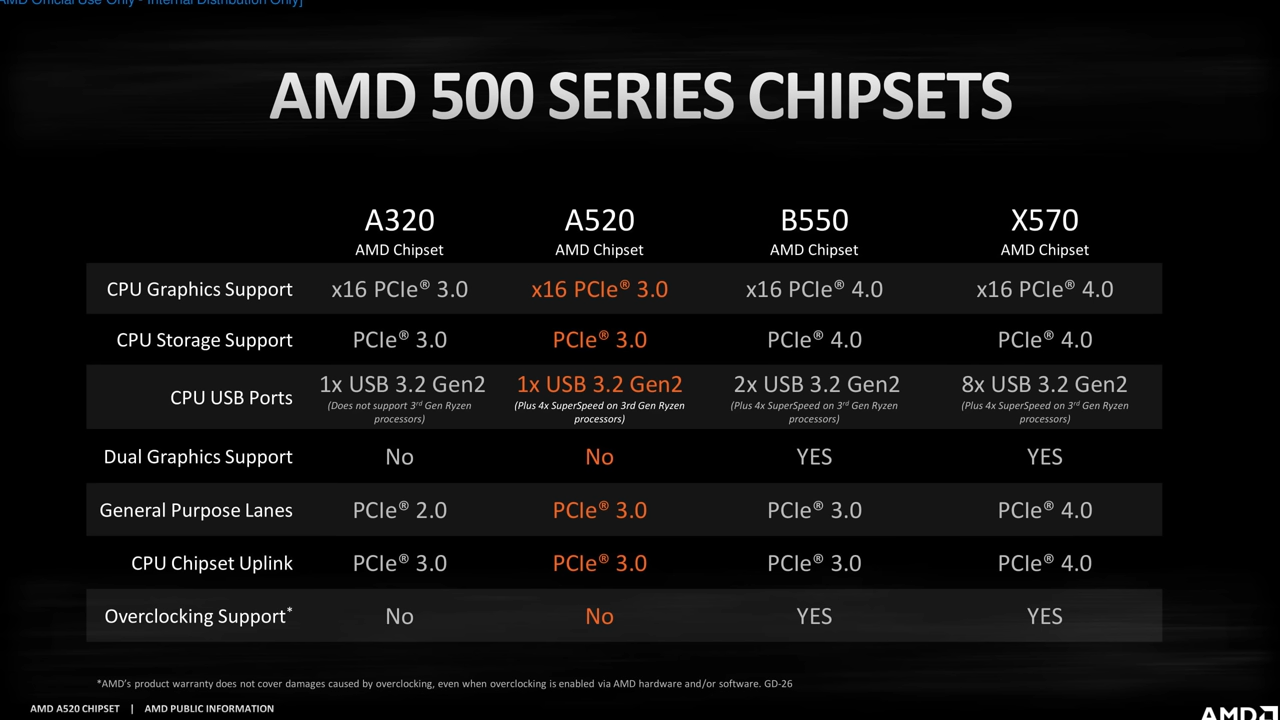 AMD Official Use Only - Internal Distribution Only]
AMD 500 SERIES CHIPSETS
A320 A520 B550 X570
AMD Chipset AMD Chipset AMD Chipset AMD Chipset
CPU Graphics Support x16 PCIe® 3.0 x16 PCIe® 3.0 x16 PCIe® 4.0 x16 PCIe® 4.0
CPU Storage Support PCIe® 3.0 PCIe® 3.0 PCIe® 4.0 PCIe® 4.0
CPU USB Ports 1x USB 3.2 Gen2 1x USB 3.2 Gen2 2x USB 3.2 Gen2 8x USB 3.2 Gen2
(Does not support 3rd Gen Ryzen (Plus 4x SuperSpeed on 3rd Gen Ryzen (Plus 4x SuperSpeed on 3rd Gen Ryzen (Plus 4x SuperSpeed on 3rd Gen Ryzen
processors) processors) processors) processors)
Dual Graphics Support No No YES YES
General Purpose Lanes PCIe® 2.0 PCIe® 3.0 PCIe® 3.0 PCIe® 4.0
CPU Chipset Uplink PCIe® 3.0 PCIe® 3.0 PCIe® 3.0 PCIe® 4.0
Overclocking Support* No No YES YES
*AMD's product warranty does not cover damages caused by overclocking, even when overclocking is enabled via AMD hardware and/or software. GD-26
AMD A520 CHIPSET | AMD PUBLIC INFORMATION
AMD